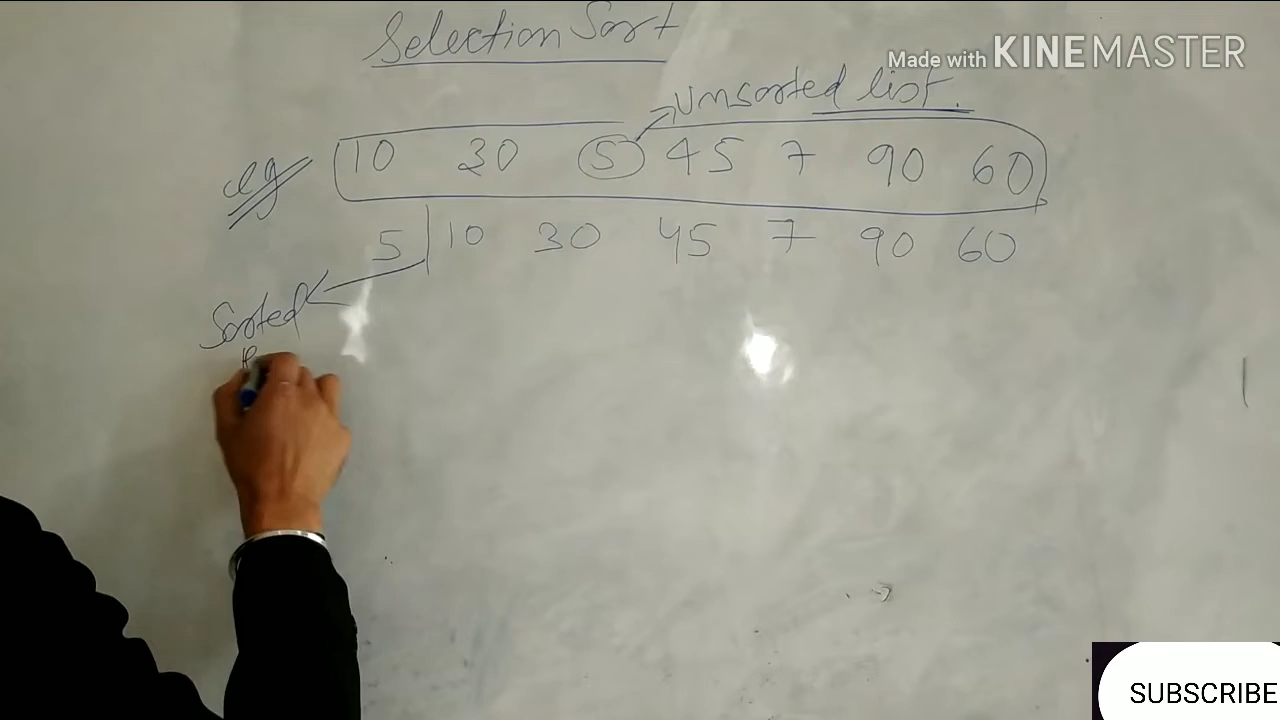 Selection Sort
Made with KINEMASTER
Unsorted list.
eg 10 30 5 45 7 90 60
5 10 30 45 7 90 60
Sorted
SUBSCRIBE